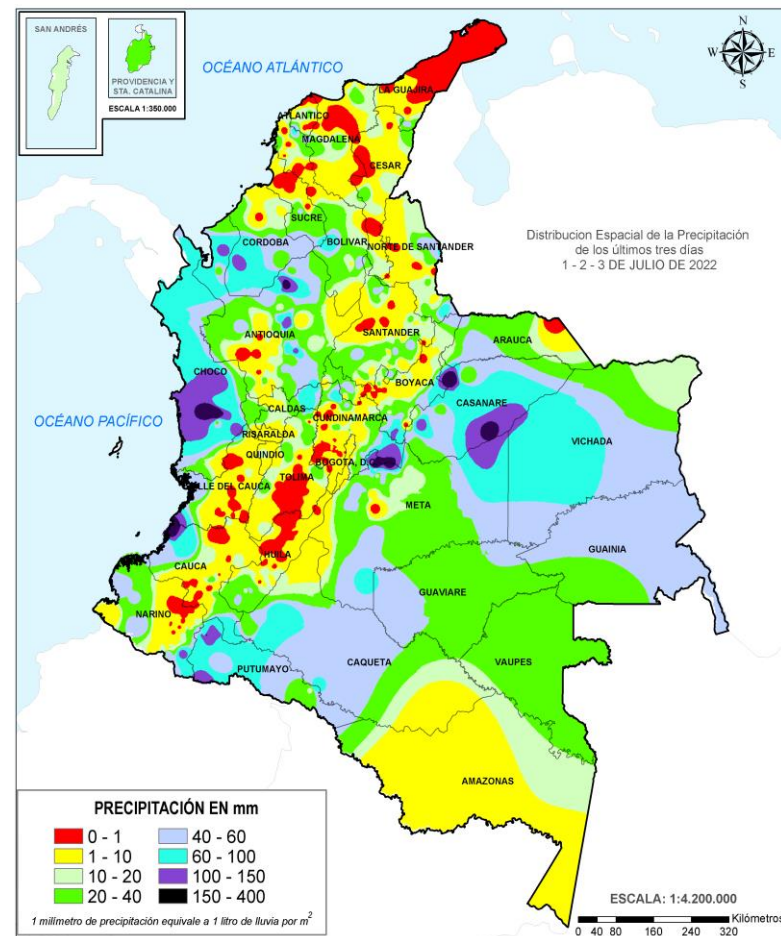 SAN ANDRÉS
PROVIDENCIA Y
STA. CATALINA
ESCALA 1:350.000
OCÉANO ATLÁNTICO
N
W
E
S
LA GUAJIRA
ATLANTICO
MAGDALENA
CESAR
SUCRE
CORDOBA
BOLIVAR
NORTE DE SANTANDER
Distribucion Espacial de la Precipitación
de los últimos tres días
1 - 2 - 3 DE JULIO DE 2022
ANTIOQUIA
SANTANDER
ARAUCA
CHOCO
BOYACA
OCÉANO PACÍFICO
CALDAS
CUNDINAMARCA
CASANARE
RISARALDA
VICHADA
QUINDIO
BOGOTA, D.C.
TOLIMA
VALLE DEL CAUCA
META
HUILA
GUAINIA
CAUCA
GUAVIARE
NARINO
CAQUETA
VAUPES
PUTUMAYO
AMAZONAS
PRECIPITACIÓN EN mm
0 - 1
40 - 60
1 - 10
60 - 100
10 - 20
100 - 150
20 - 40
150 - 400
1 milímetro de precipitación equivale a 1 litro de lluvia por m²
ESCALA: 1:4.200.000
Kilómetros
0 40 80 160 240 320